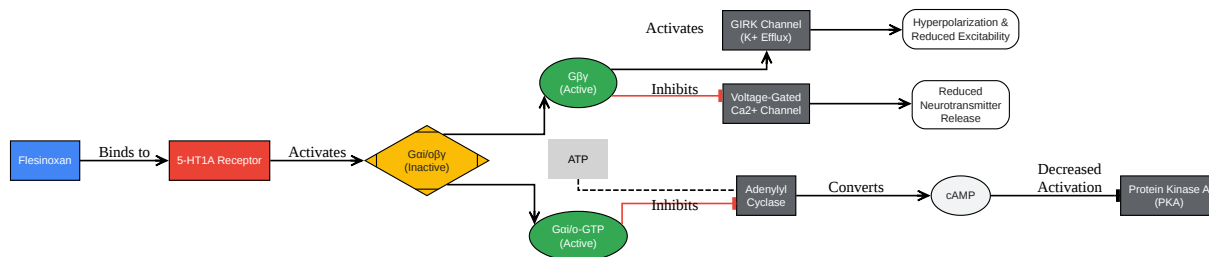 Flesinoxan
Binds to
5-HT1A Receptor
Activates
Gαi/oβγ
(Inactive)
Gβγ
(Active)
Activates
GIRK Channel
(K+ Efflux)
Hyperpolarization &
Reduced Excitability
Inhibits
Voltage-Gated
Ca2+ Channel
Reduced
Neurotransmitter
Release
ATP
Gαi/o-GTP
(Active)
Inhibits
Adenylyl
Cyclase
Converts
cAMP
Decreased
Activation
Protein Kinase A
(PKA)